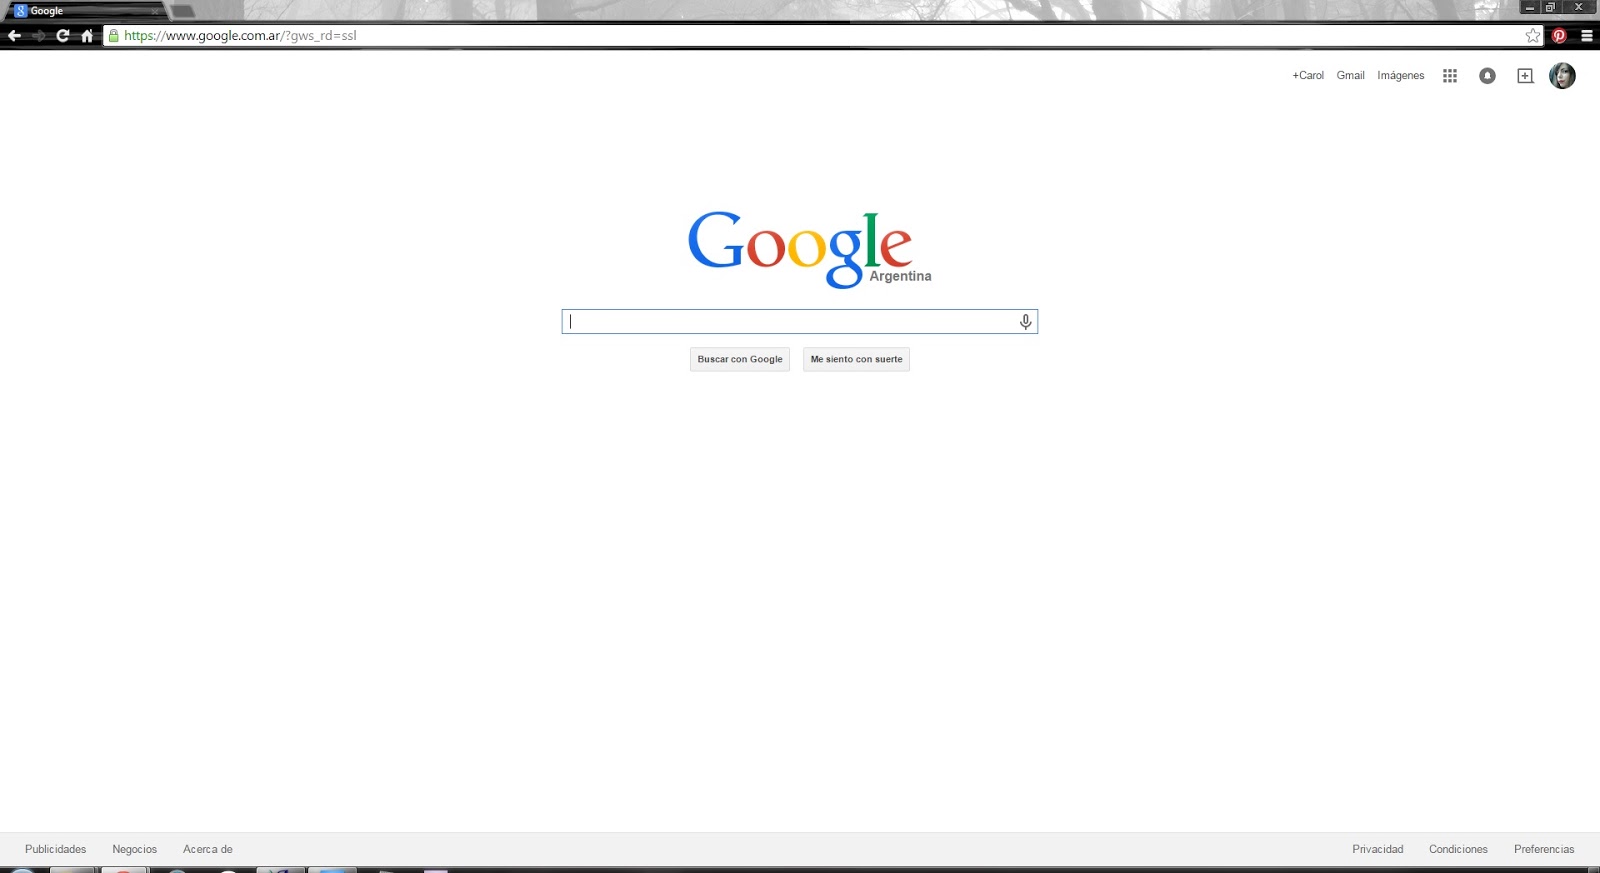 Google
https://www.google.com.ar/?gws_rd=ssl
+Carol Gmail Imágenes
Google
Argentina
Buscar con Google Me siento con suerte
Publicidades Negocios Acerca de Privacidad Condiciones Preferencias